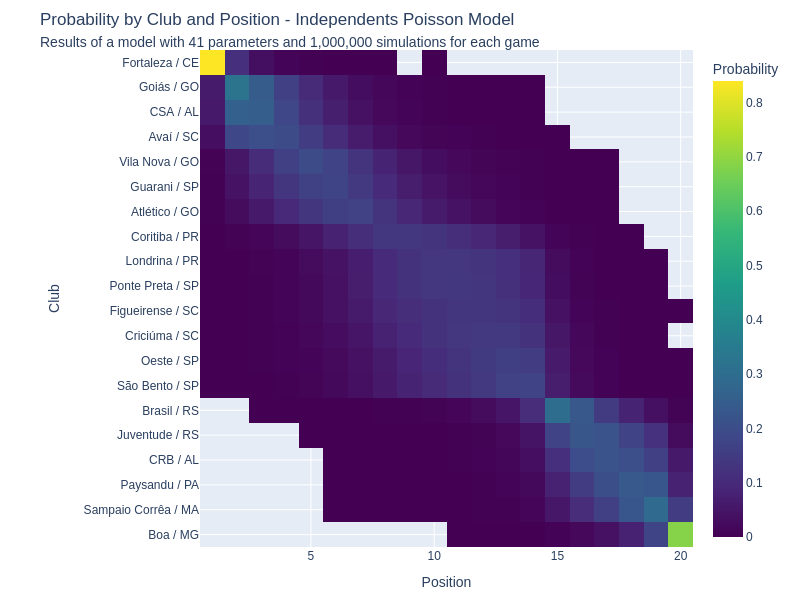 Probability by Club and Position - Independents Poisson Model
Results of a model with 41 parameters and 1,000,000 simulations for each game
Probability
Fortaleza / CE
Goiás / GO
CSA / AL
Avaí / SC
Vila Nova / GO
Guarani / SP
Atlético / GO
Coritiba / PR
Londrina / PR
Ponte Preta / SP
Figueirense / SC
Criciúma / SC
Oeste / SP
São Bento / SP
Brasil / RS
Juventude / RS
CRB / AL
Paysandu / PA
Sampaio Corrêa / MA
Boa / MG
Club
5
10
15
20
Position
0.8
0.7
0.6
0.5
0.4
0.3
0.2
0.1
0